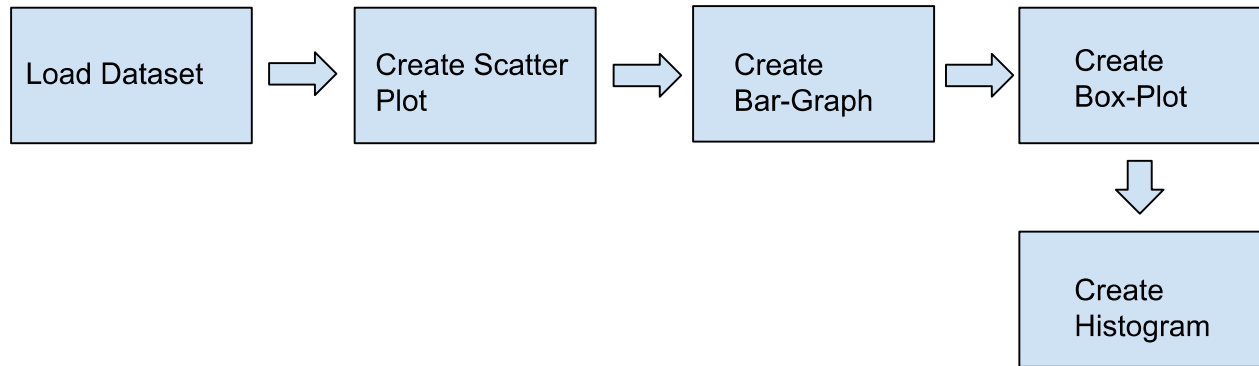 Load Dataset
Create Scatter
Plot
Create
Bar-Graph
Create
Box-Plot
Create
Histogram